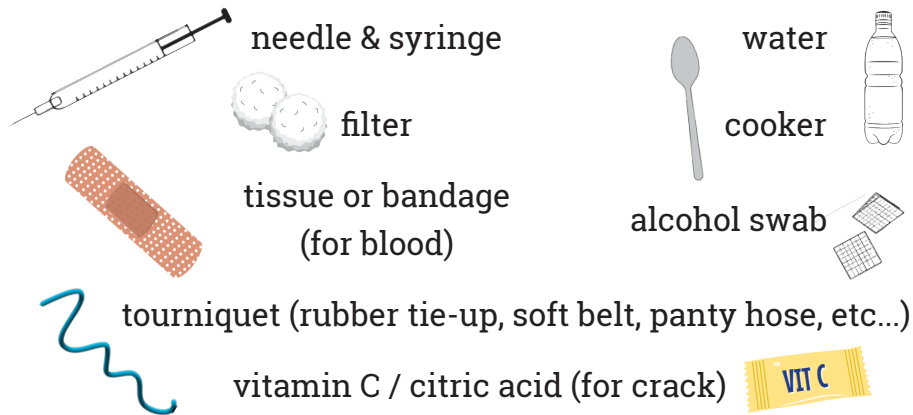 needle & syringe
water
filter
cooker
tissue or bandage
(for blood)
alcohol swab
tourniquet (rubber tie-up, soft belt, panty hose, etc...)
vitamin C / citric acid (for crack)
VIT C